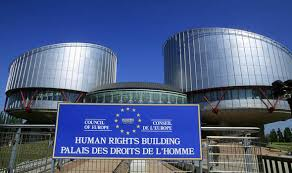 COUNCIL OF EUROPE
CONSEIL DE L'EUROPE
HUMAN RIGHTS BUILDING
PALAIS DES DROITS DE L'HOMME